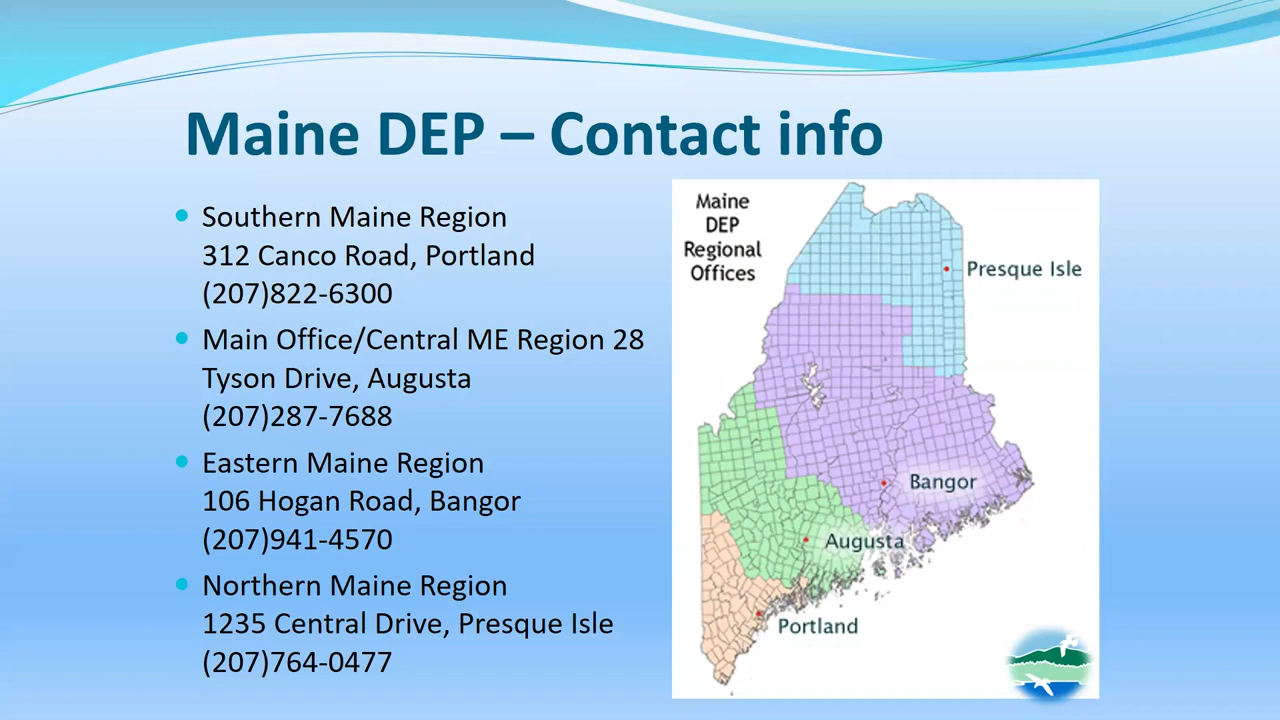 Maine DEP – Contact info
Southern Maine Region
312 Canco Road, Portland
(207)822-6300
Main Office/Central ME Region 28
Tyson Drive, Augusta
(207)287-7688
Eastern Maine Region
106 Hogan Road, Bangor
(207)941-4570
Northern Maine Region
1235 Central Drive, Presque Isle
(207)764-0477
Maine
DEP
Regional
Offices
Presque Isle
Bangor
Augusta
Portland